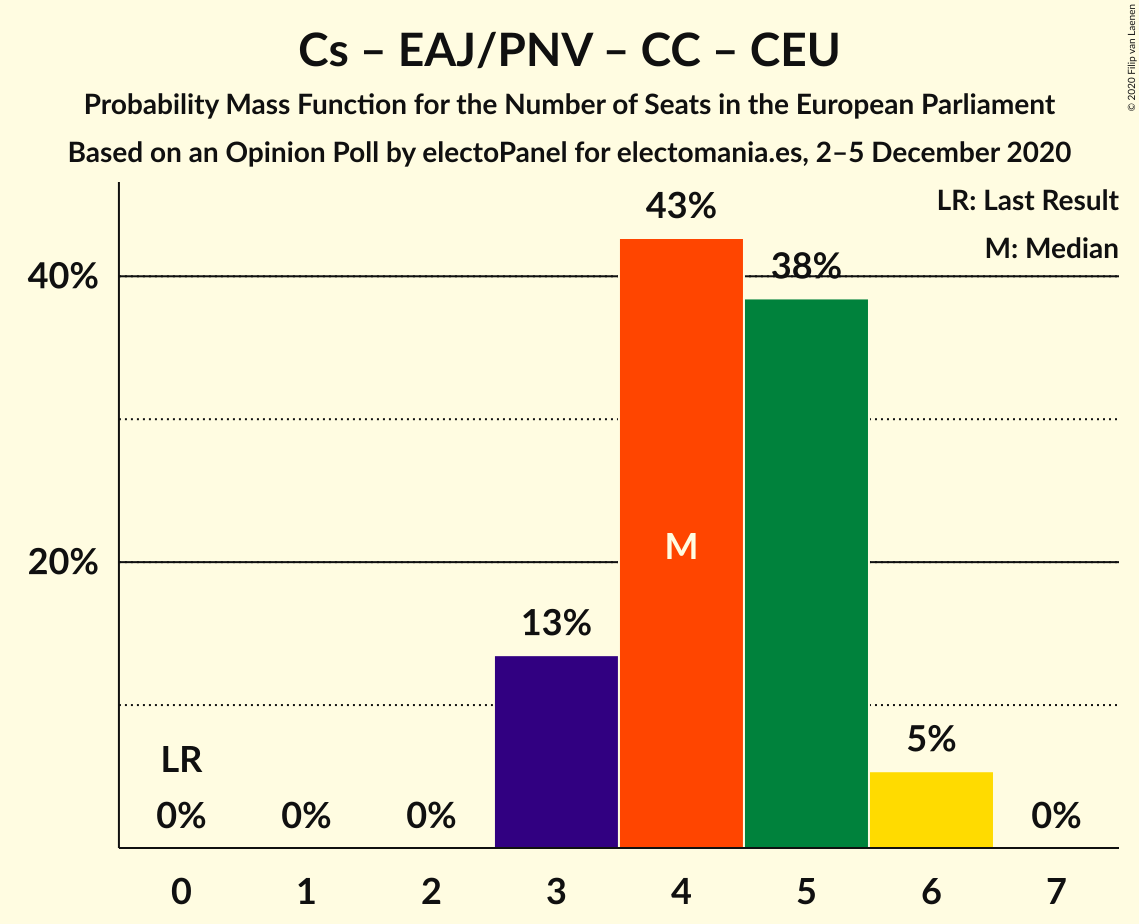 Cs – EAJ/PNV – CC – CEU
Probability Mass Function for the Number of Seats in the European Parliament
Based on an Opinion Poll by electoPanel for electomania.es, 2–5 December 2020
© 2020 Filip van Laenen
LR: Last Result
M: Median
40%
20%
43%
38%
M
13%
5%
LR
0%
0%
0%
0%
0 1 2 3 4 5 6 7